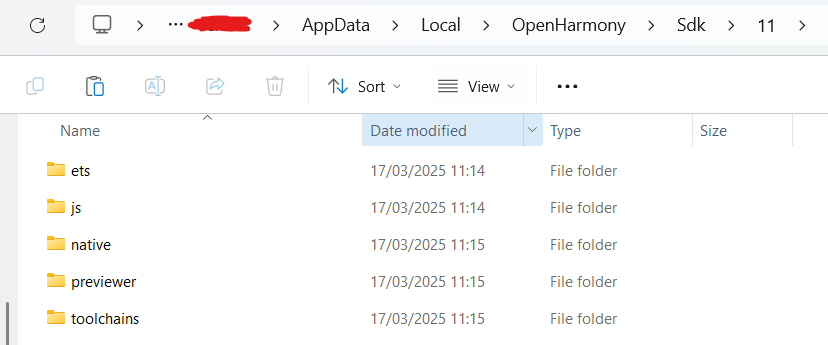 AppData > Local > OpenHarmony > Sdk > 11 >
Sort View
Name Date modified Type Size
ets 17/03/2025 11:14 File folder
js 17/03/2025 11:14 File folder
native 17/03/2025 11:15 File folder
previewer 17/03/2025 11:15 File folder
toolchains 17/03/2025 11:15 File folder